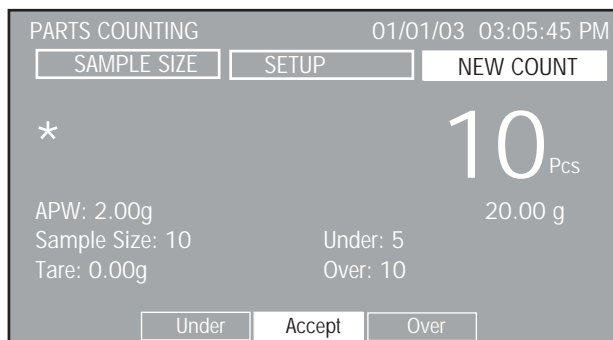 PARTS COUNTING 01/01/03 03:05:45 PM
SAMPLE SIZE SETUP NEW COUNT
* 10 Pcs
APW: 2.00g 20.00 g
Sample Size: 10 Under: 5
Tare: 0.00g Over: 10
Under Accept Over